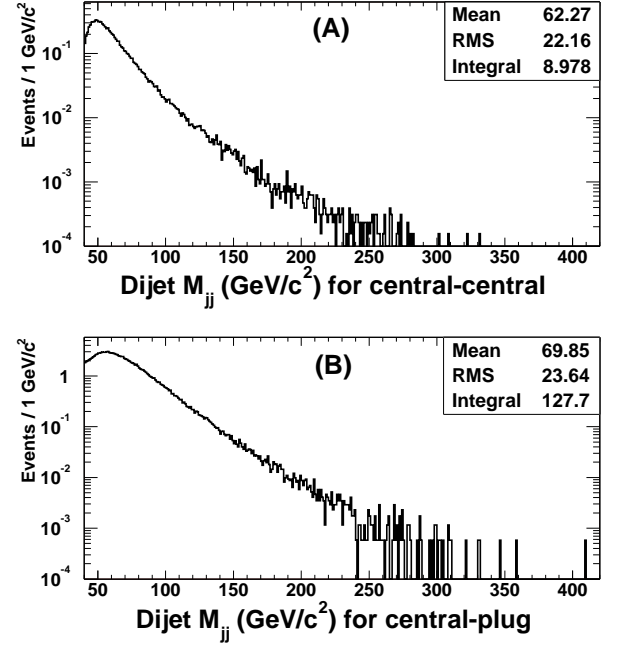 (A)
Mean 62.27
RMS 22.16
Integral 8.978
Events / 1 GeV/c²
10⁻¹
10⁻²
10⁻³
10⁻⁴
50 100 150 200 250 300 350 400
Dijet M_jj (GeV/c²) for central-central
(B)
Mean 69.85
RMS 23.64
Integral 127.7
Events / 1 GeV/c²
1
10⁻¹
10⁻²
10⁻³
10⁻⁴
50 100 150 200 250 300 350 400
Dijet M_jj (GeV/c²) for central-plug